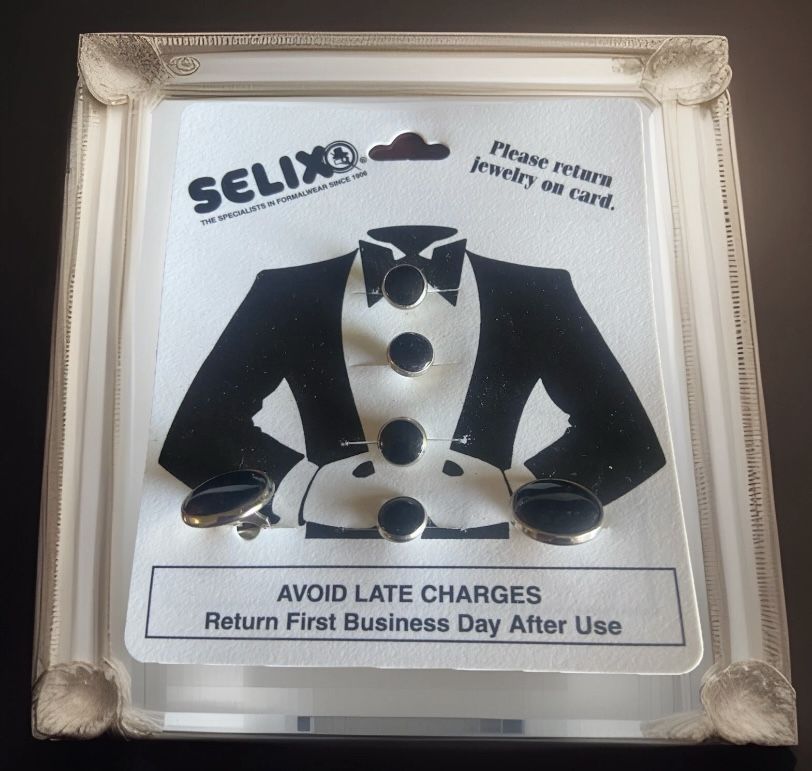 SELIX®
THE SPECIALISTS IN FORMALWEAR SINCE 1906
Please return
jewelry on card.
AVOID LATE CHARGES
Return First Business Day After Use